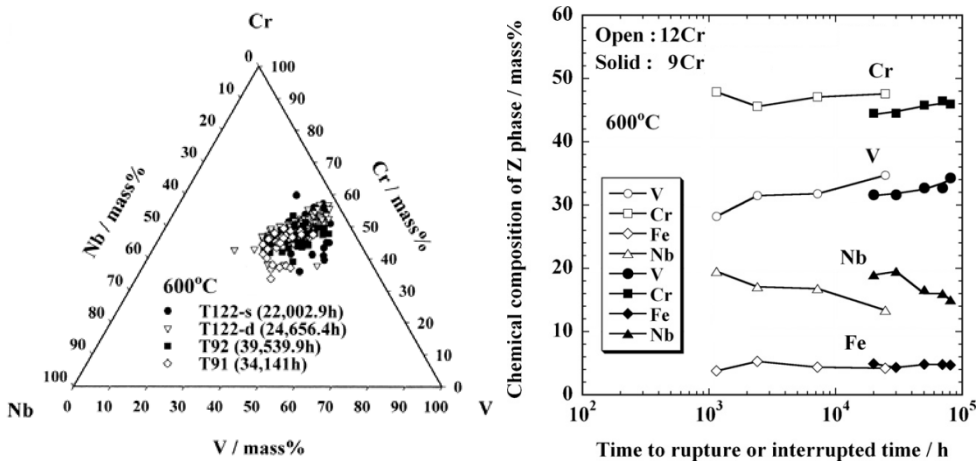 Cr
0
100
10
90
20
80
30
70
40
60
50
50
60
40
70
30
80
20
90
10
100
0
Nb / mass%
Cr / mass%
600°C
T122-s (22,002.9h)
T122-d (24,656.4h)
T92 (39,539.9h)
T91 (34,141h)
Nb
0 10 20 30 40 50 60 70 80 90 100
V
V / mass%
Chemical composition of Z phase / mass%
60
50
40
30
20
10
0
Open : 12Cr
Solid : 9Cr
600°C
Cr
V
Nb
Fe
V
Cr
Fe
Nb
V
Cr
Fe
Nb
10² 10³ 10⁴ 10⁵
Time to rupture or interrupted time / h